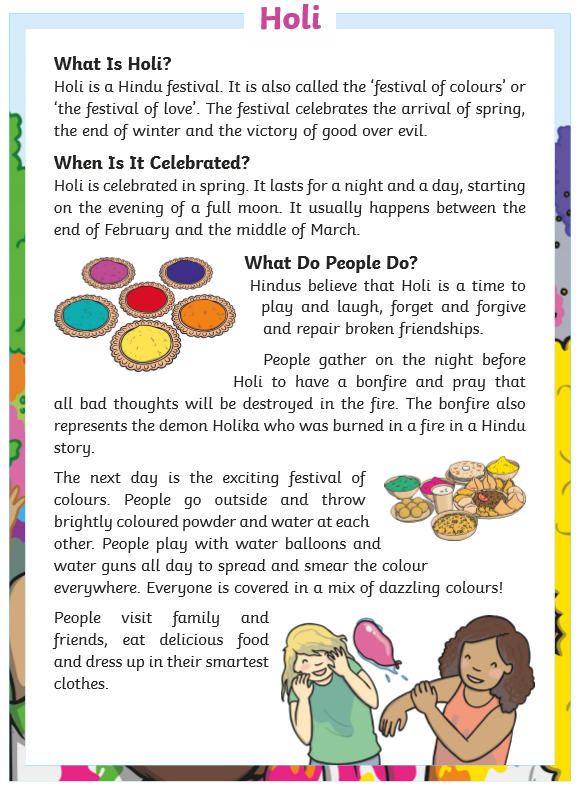 Holi
What Is Holi?
Holi is a Hindu festival. It is also called the ‘festival of colours’ or
‘the festival of love’. The festival celebrates the arrival of spring,
the end of winter and the victory of good over evil.
When Is It Celebrated?
Holi is celebrated in spring. It lasts for a night and a day, starting
on the evening of a full moon. It usually happens between the
end of February and the middle of March.
What Do People Do?
Hindus believe that Holi is a time to
play and laugh, forget and forgive
and repair broken friendships.
People gather on the night before
Holi to have a bonfire and pray that
all bad thoughts will be destroyed in the fire. The bonfire also
represents the demon Holika who was burned in a fire in a Hindu
story.
The next day is the exciting festival of
colours. People go outside and throw
brightly coloured powder and water at each
other. People play with water balloons and
water guns all day to spread and smear the colour
everywhere. Everyone is covered in a mix of dazzling colours!
People visit family and
friends, eat delicious food
and dress up in their smartest
clothes.